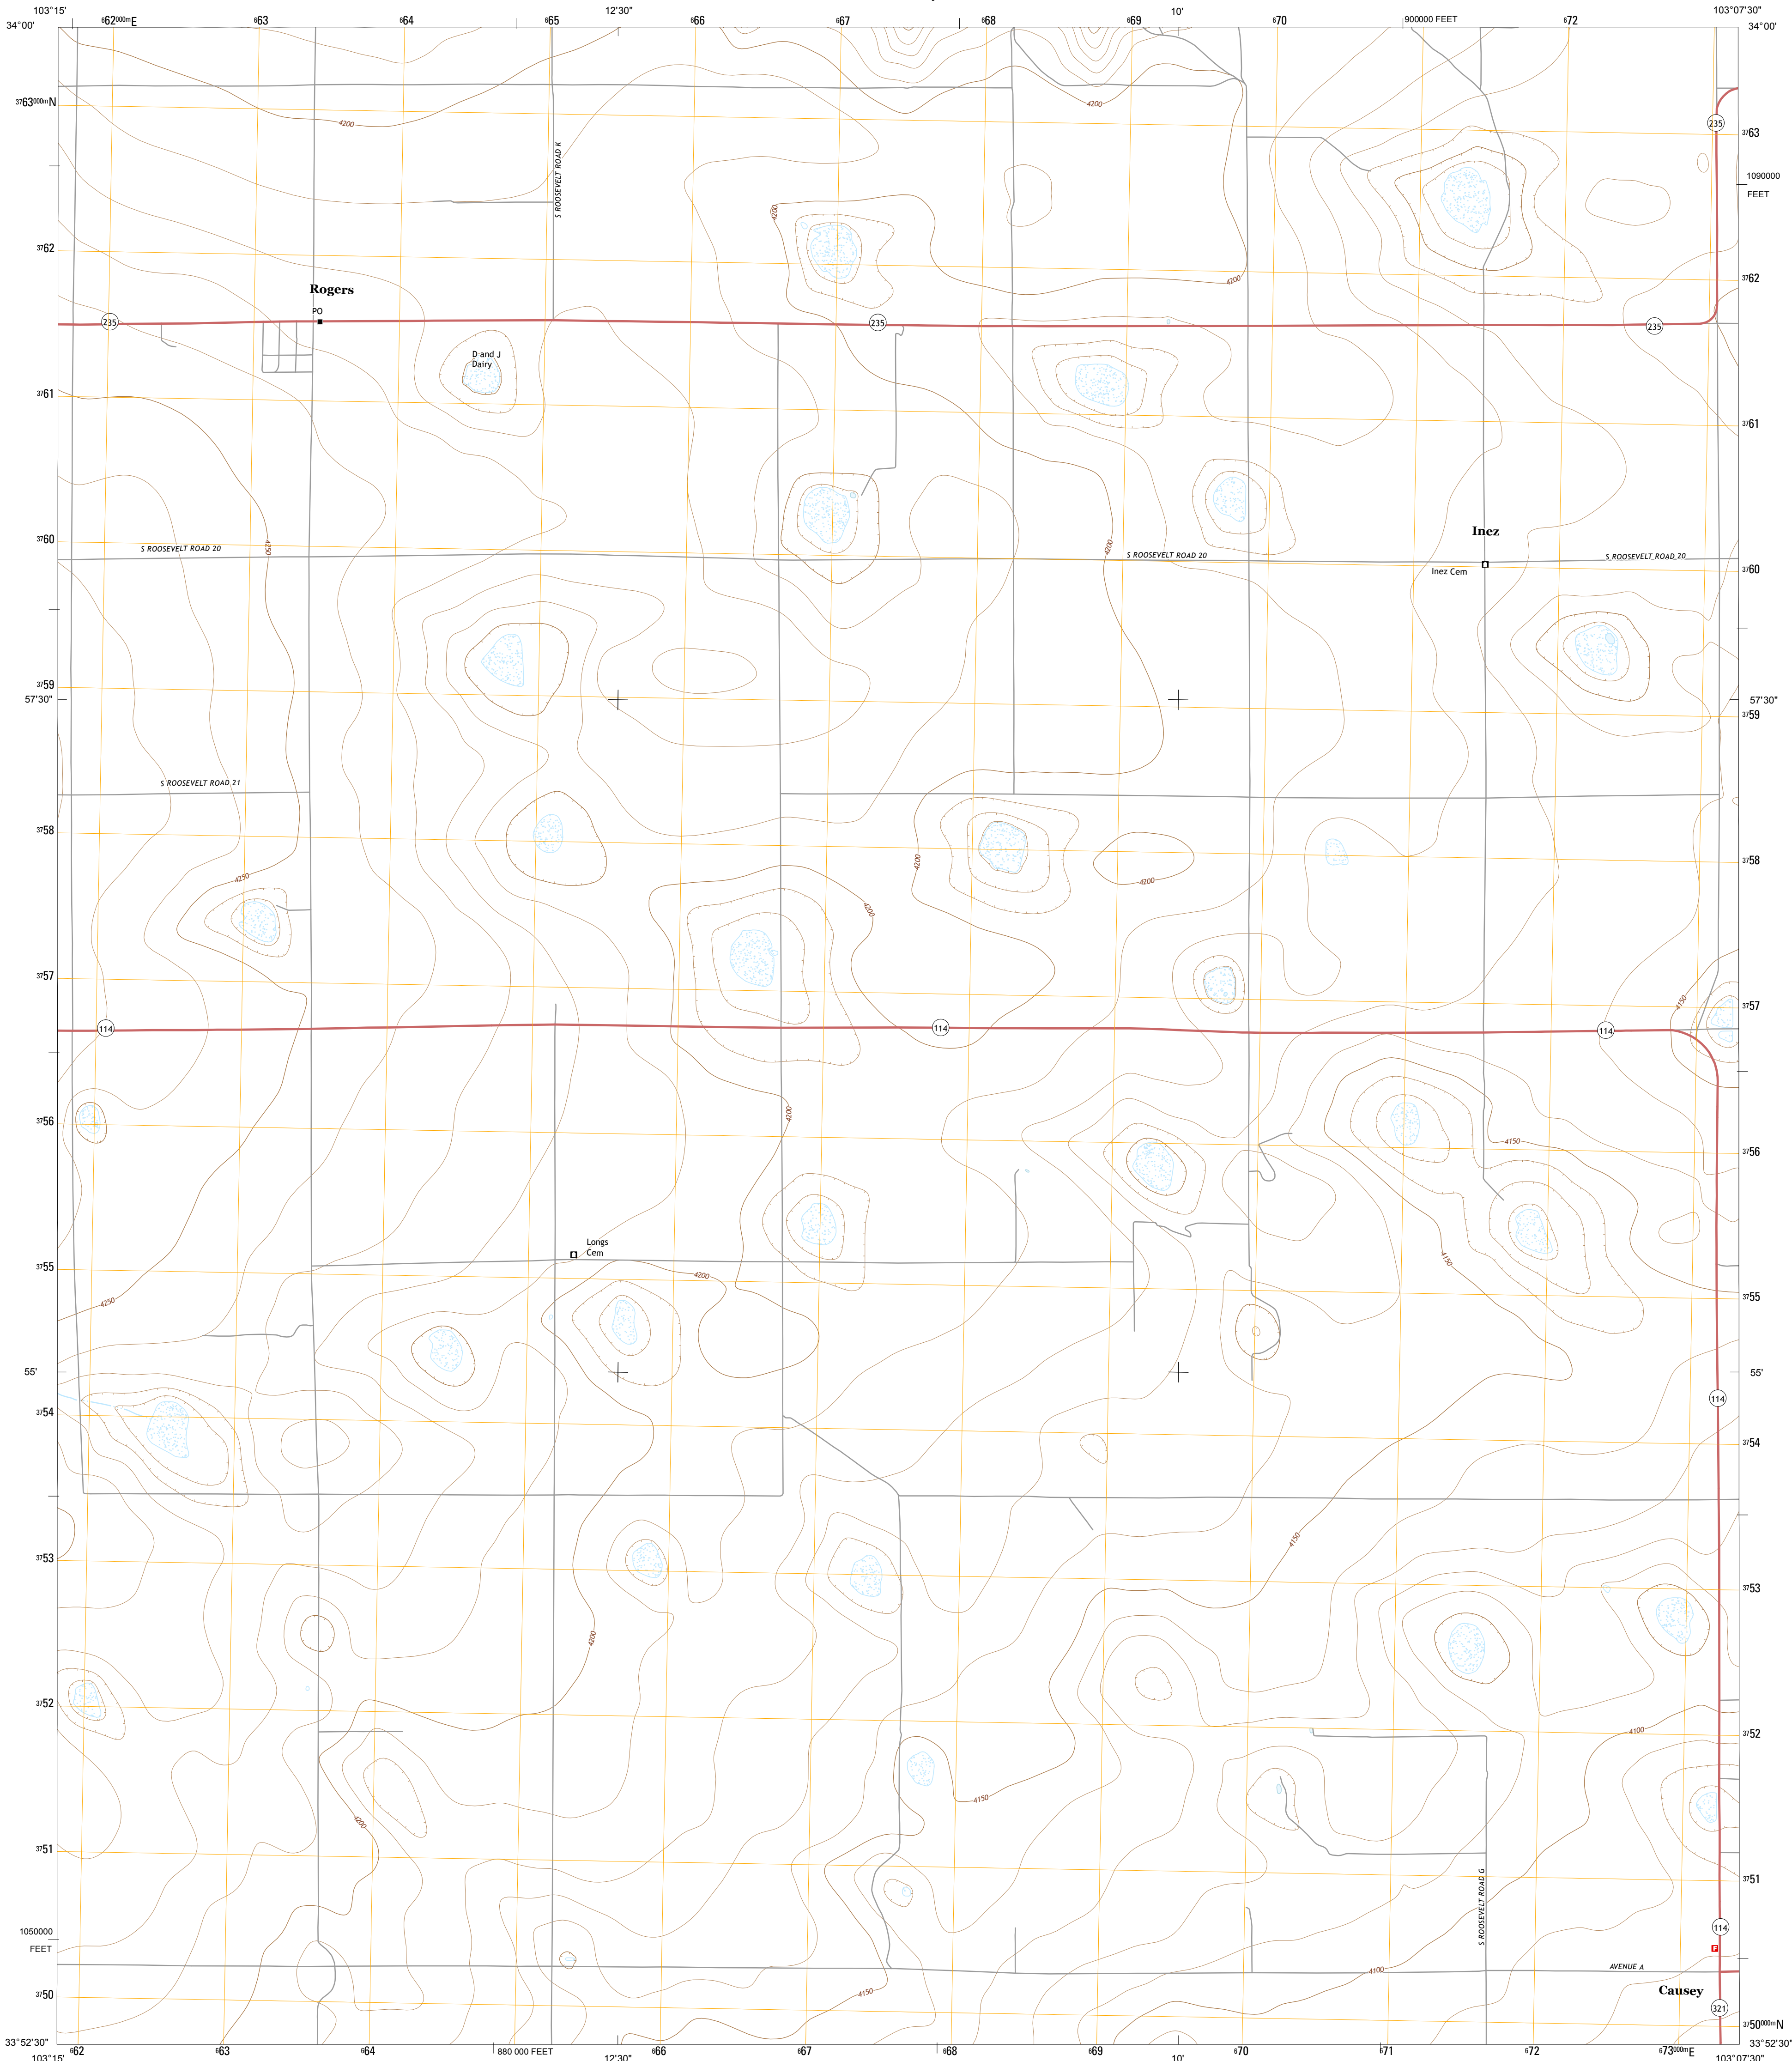 103°15' ⁶62⁰⁰⁰ᵐE ⁶63 ⁶64 ⁶65 12'30" ⁶66 ⁶67 ⁶68 ⁶69 10' ⁶70 900000 FEET ⁶72 103°07'30"
34°00' 34°00'
³⁷63⁰⁰⁰ᵐN 4200 4200 235 ³⁷63
S ROOSEVELT ROAD K
1090000
FEET
4200
³⁷62 4200 ³⁷62
Rogers
PO
235 235 235
D and J
Dairy
³⁷61 ³⁷61
Inez
³⁷60 S ROOSEVELT ROAD 20 4250 4200 S ROOSEVELT ROAD 20 S ROOSEVELT ROAD 20
Inez Cem ³⁷60
³⁷59
57'30" 57'30"
³⁷59
S ROOSEVELT ROAD 21
³⁷58 4200 ³⁷58
4250 4200 4200
³⁷57 4150 ³⁷57
114 114 114
³⁷56 4200 4150 ³⁷56
Longs
Cem
4150
³⁷55 4200
4250 ³⁷55
55' 55'
114
³⁷54 ³⁷54
4150
³⁷53 ³⁷53
4200
³⁷52 4100 ³⁷52
4150
4200
³⁷51 ³⁷51
S ROOSEVELT ROAD G
1050000
FEET
114
F
4100 AVENUE A
³⁷50 4150 Causey
321
³⁷50⁰⁰⁰ᵐN
33°52'30" 33°52'30"
103°15' ⁶62 ⁶63 ⁶64 880 000 FEET 12'30" ⁶66 ⁶67 ⁶68 ⁶69 10' ⁶70 ⁶71 ⁶72 ⁶73⁰⁰⁰ᵐE 103°07'30"